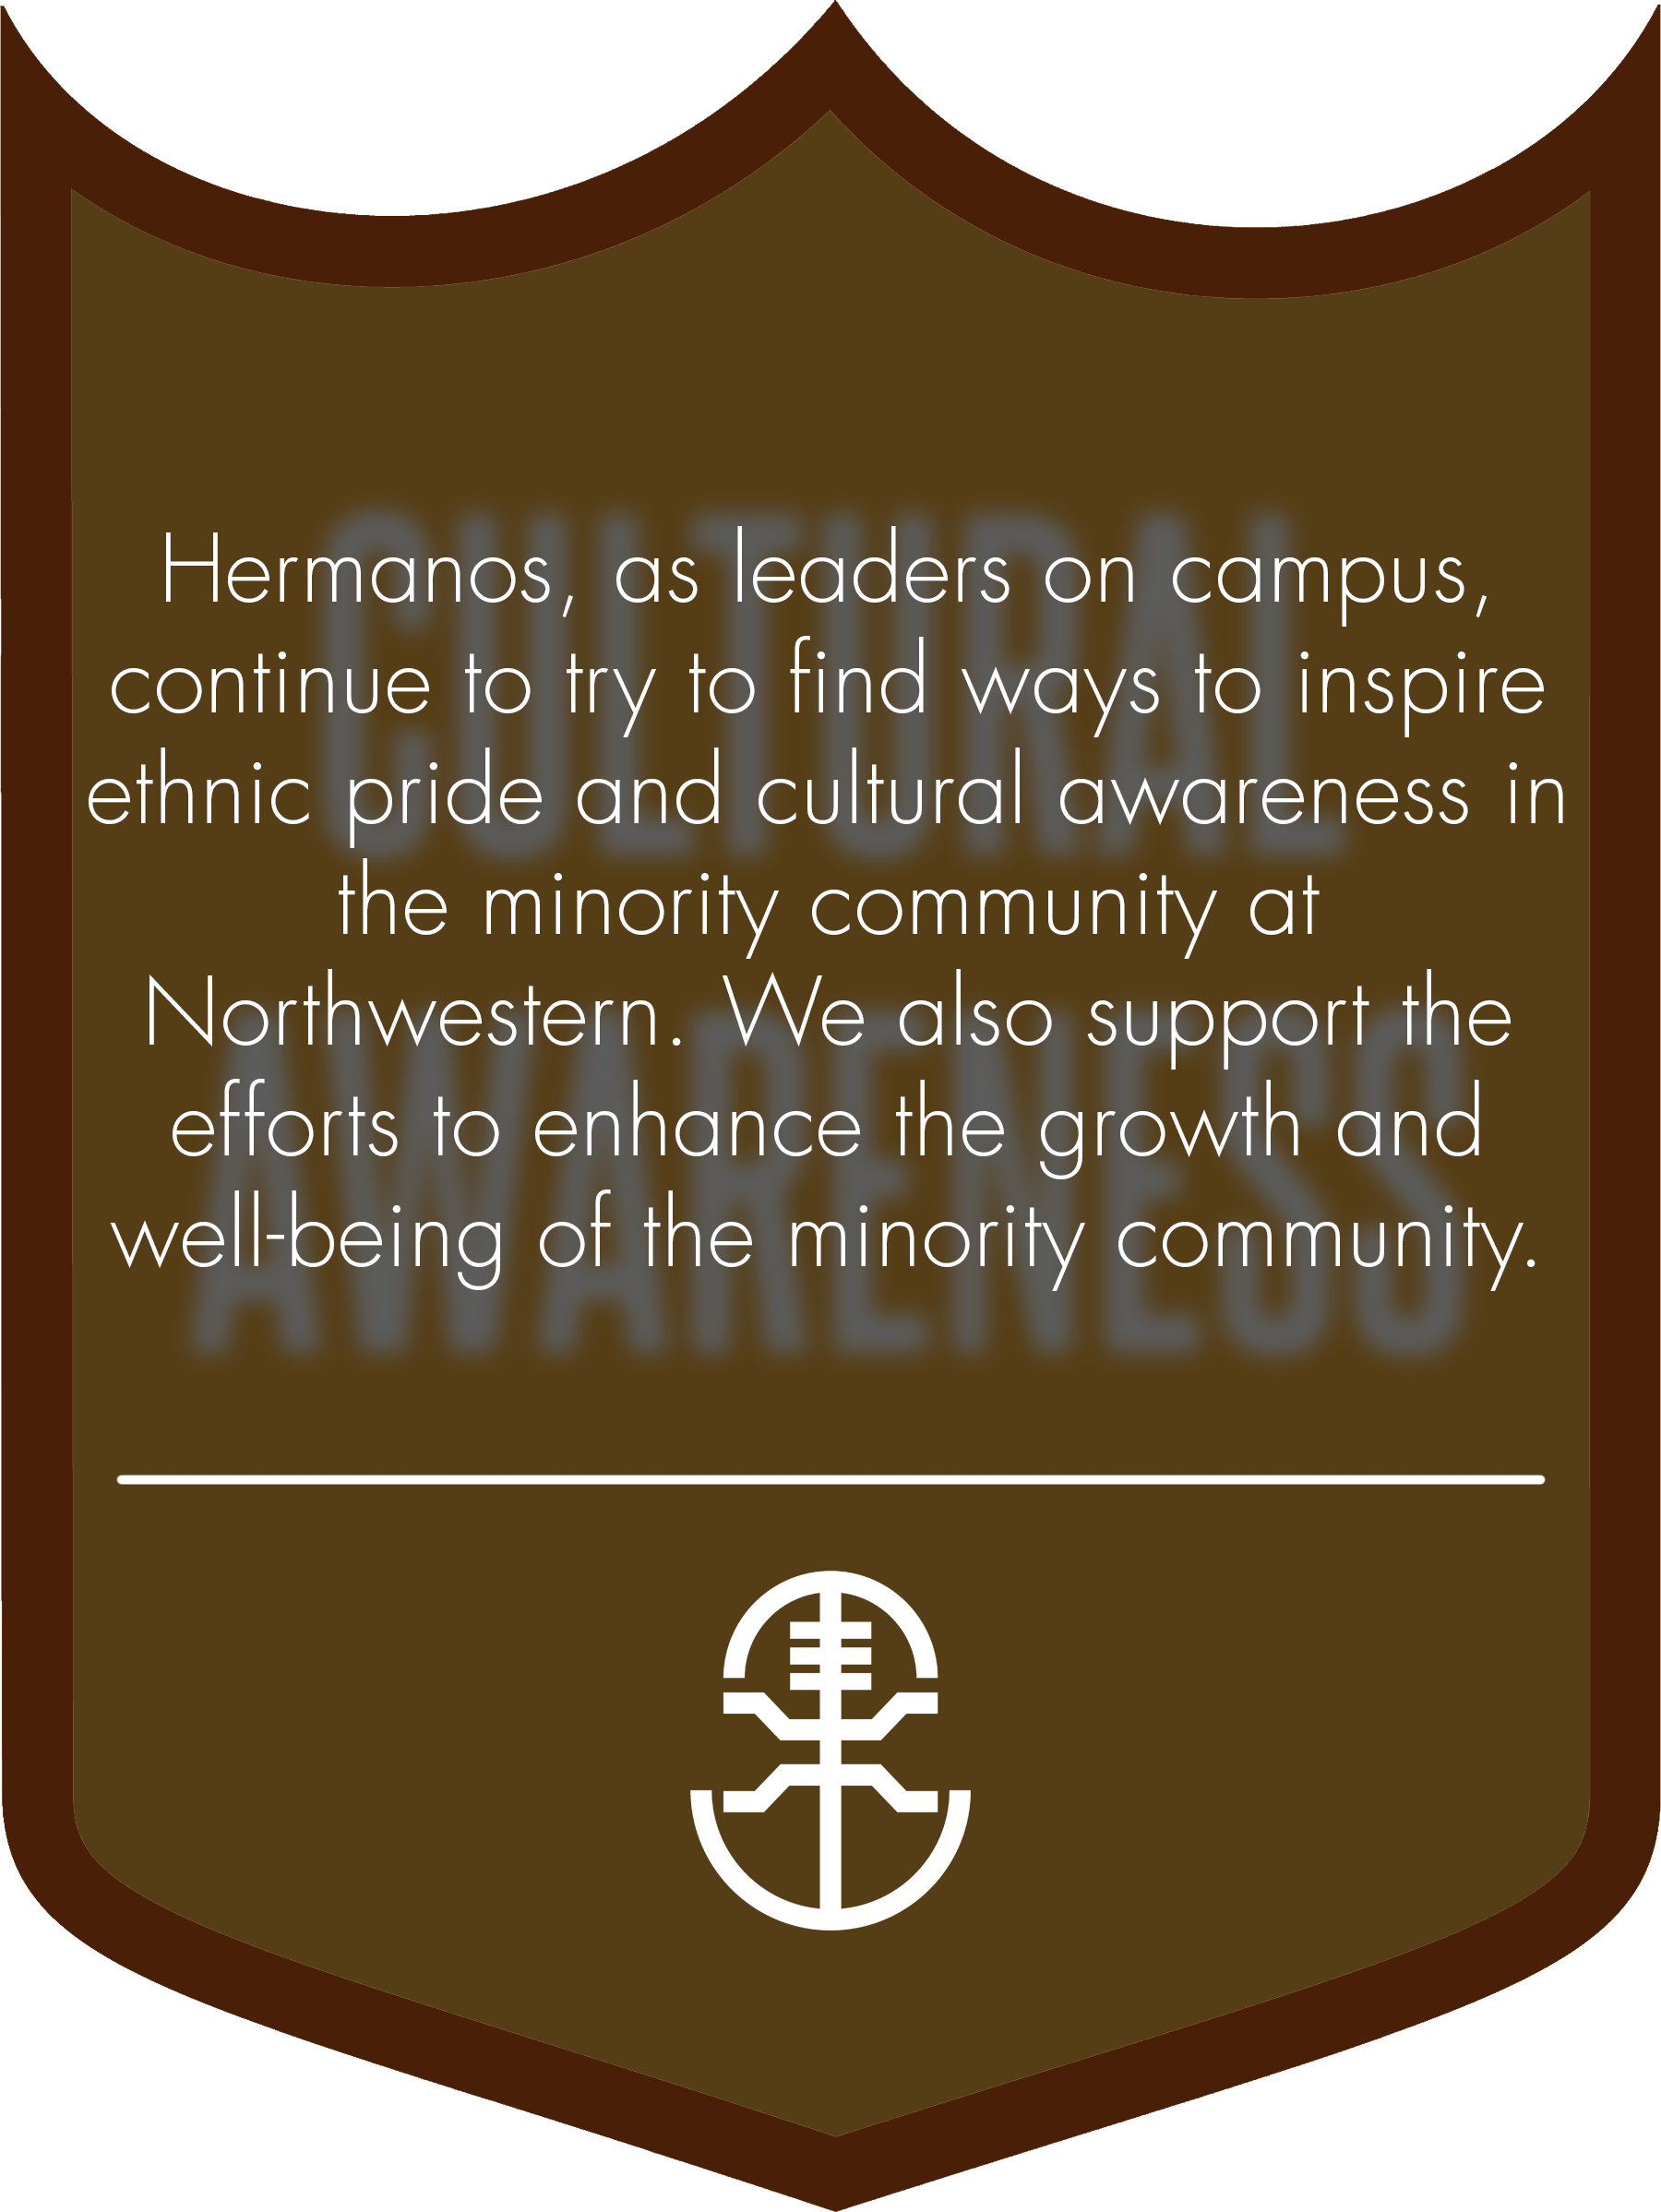 CULTURAL
AWARENESS
Hermanos, as leaders on campus,
continue to try to find ways to inspire
ethnic pride and cultural awareness in
the minority community at
Northwestern. We also support the
efforts to enhance the growth and
well-being of the minority community.